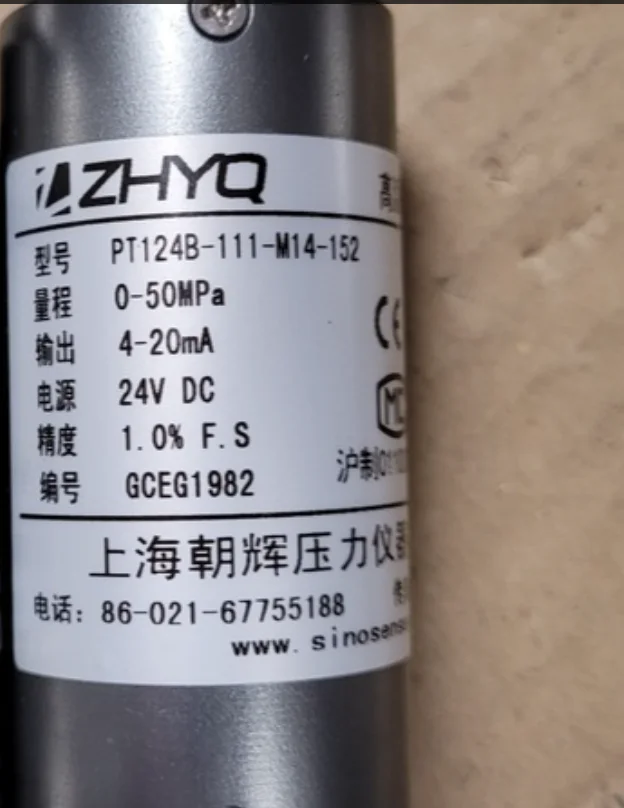 ZHYQ
高
型号 PT124B-111-M14-152
量程 0-50MPa
输出 4-20mA
CE
电源 24V DC
MC
精度 1.0% F.S
沪制
编号 GCEG1982
上海朝辉压力仪器
电话: 86-021-67755188
www.sinosens